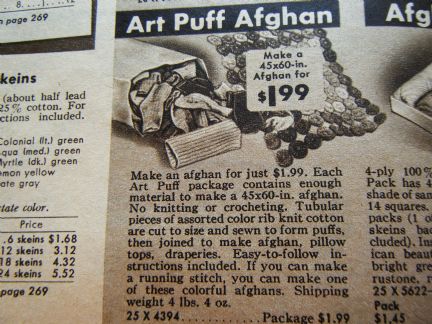 8. ....
n page 269
skeins
(about half lead
25% cotton. For
ctions included.
Colonial (lt.) green
qua (med.) green
Myrtle (dk.) green
emon yellow
ate gray
tate color.
Price
. 6 skeins $1.68
12 skeins 3.12
18 skeins 4.32
24 skeins 5.52
page 269
Art Puff Afghan
Make a
45x60-in.
Afghan for
$1 99
Make an afghan for just $1.99. Each
Art Puff package contains enough
material to make a 45x60-in. afghan.
No knitting or crocheting. Tubular
pieces of assorted color rib knit cotton
are cut to size and sewn to form puffs,
then joined to make afghan, pillow
tops, draperies. Easy-to-follow in-
structions included. If you can make
a running stitch, you can make one
of these colorful afghans. Shipping
weight 4 lbs. 4 oz.
25 X 4394..............Package $1.99
Afg
4-ply 100%
Pack has 4
shade of san
14 squares.
packs (1 o
skeins bac
cluded). Ins
ican beaut
bright gre
rustone, r
25 X 3622-
Pack
$1.45